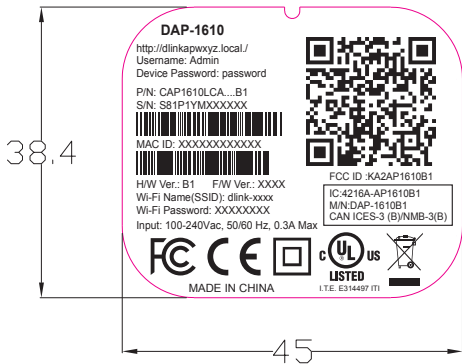 DAP-1610
http://dlinkapwxyz.local./
Username: Admin
Device Password: password
P/N: CAP1610LCA....B1
S/N: S81P1YMXXXXXX
MAC ID: XXXXXXXXXXXX
H/W Ver.: B1 F/W Ver.: XXXX
Wi-Fi Name(SSID): dlink-xxxx
Wi-Fi Password: XXXXXXXX
Input: 100-240Vac, 50/60 Hz, 0.3A Max
FCC ID :KA2AP1610B1
IC:4216A-AP1610B1
M/N:DAP-1610B1
CAN ICES-3 (B)/NMB-3(B)
FC CE
C UL US
LISTED
I.T.E. E314497 ITI
MADE IN CHINA
38.4
45